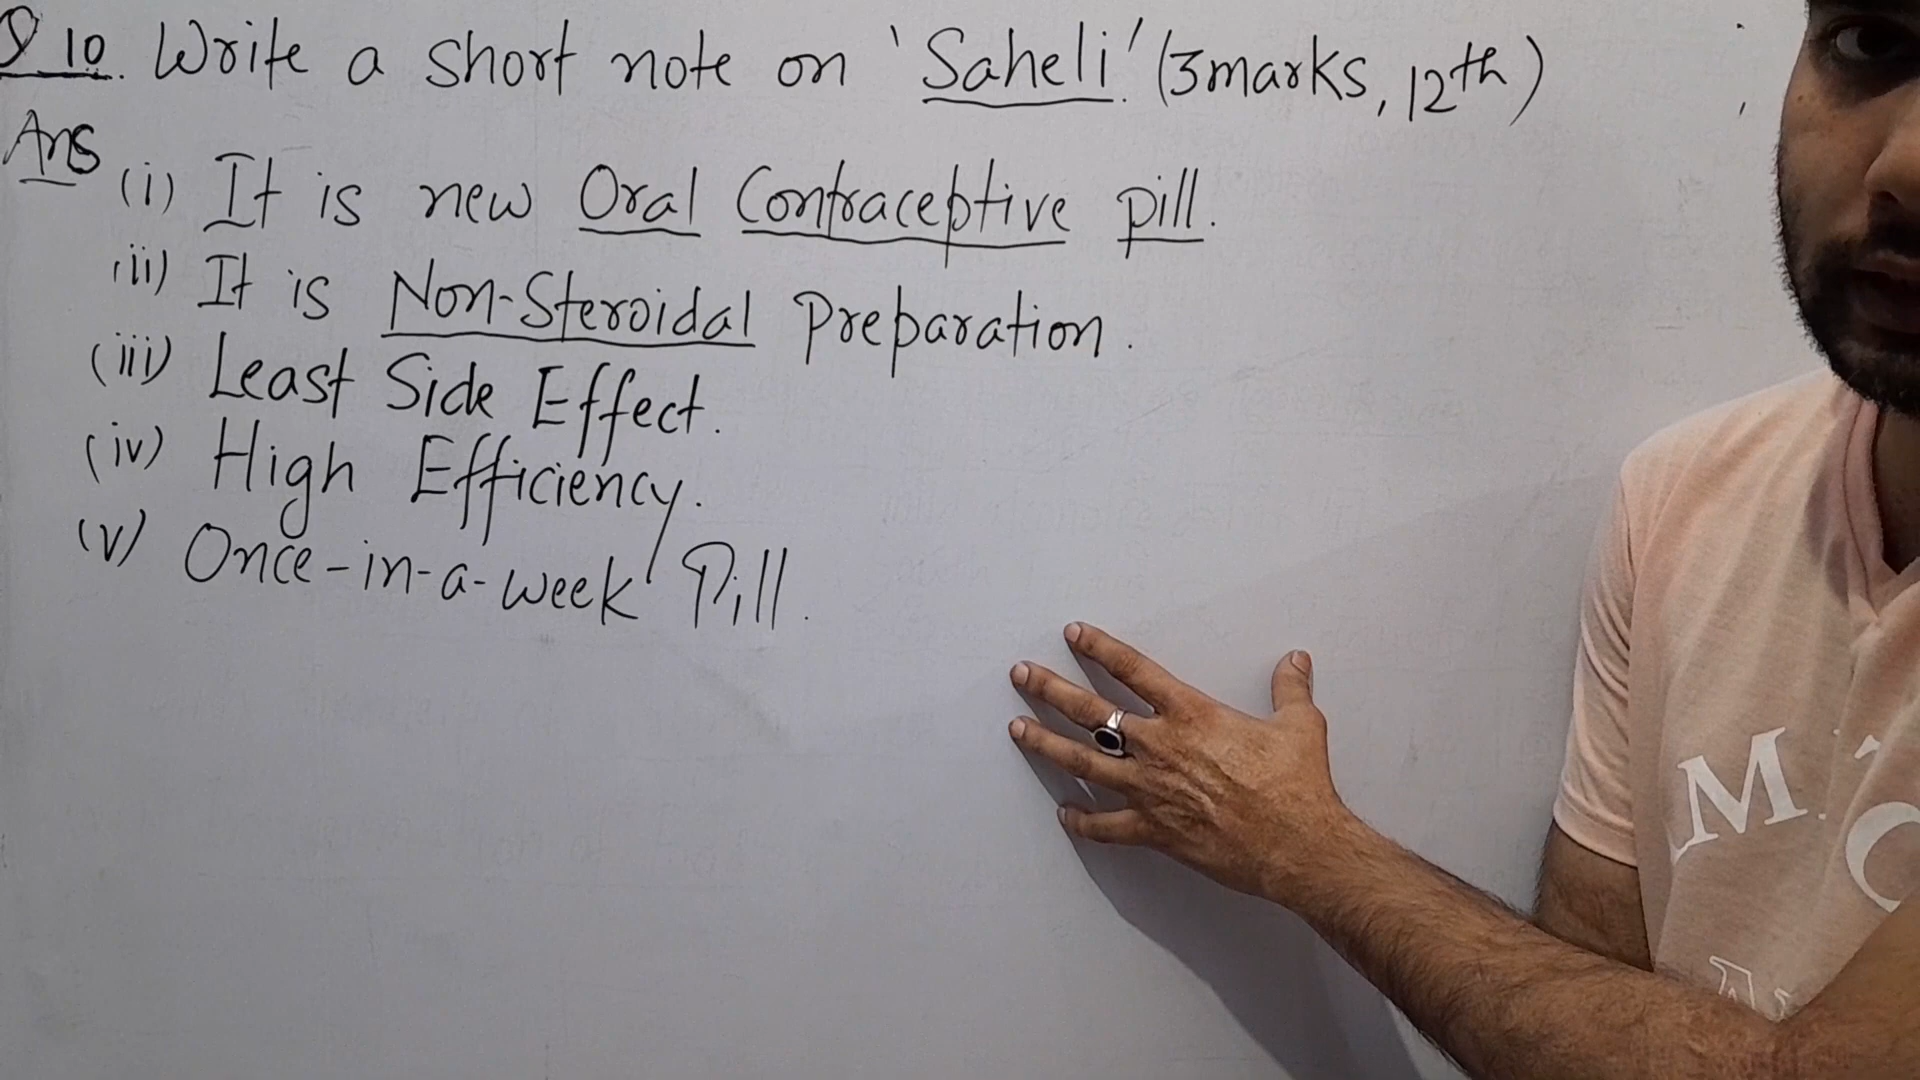 Q 10. Write a short note on 'Saheli.' (3marks, 12th)
Ans
(i) It is new Oral Contraceptive pill.
(ii) It is Non-Steroidal Preparation.
(iii) Least Side Effect.
(iv) High Efficiency.
(v) Once-in-a-week Pill.
M